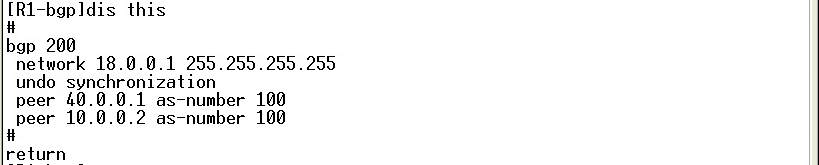 [R1-bgp]dis this
#
bgp 200
network 18.0.0.1 255.255.255.255
undo synchronization
peer 40.0.0.1 as-number 100
peer 10.0.0.2 as-number 100
#
return